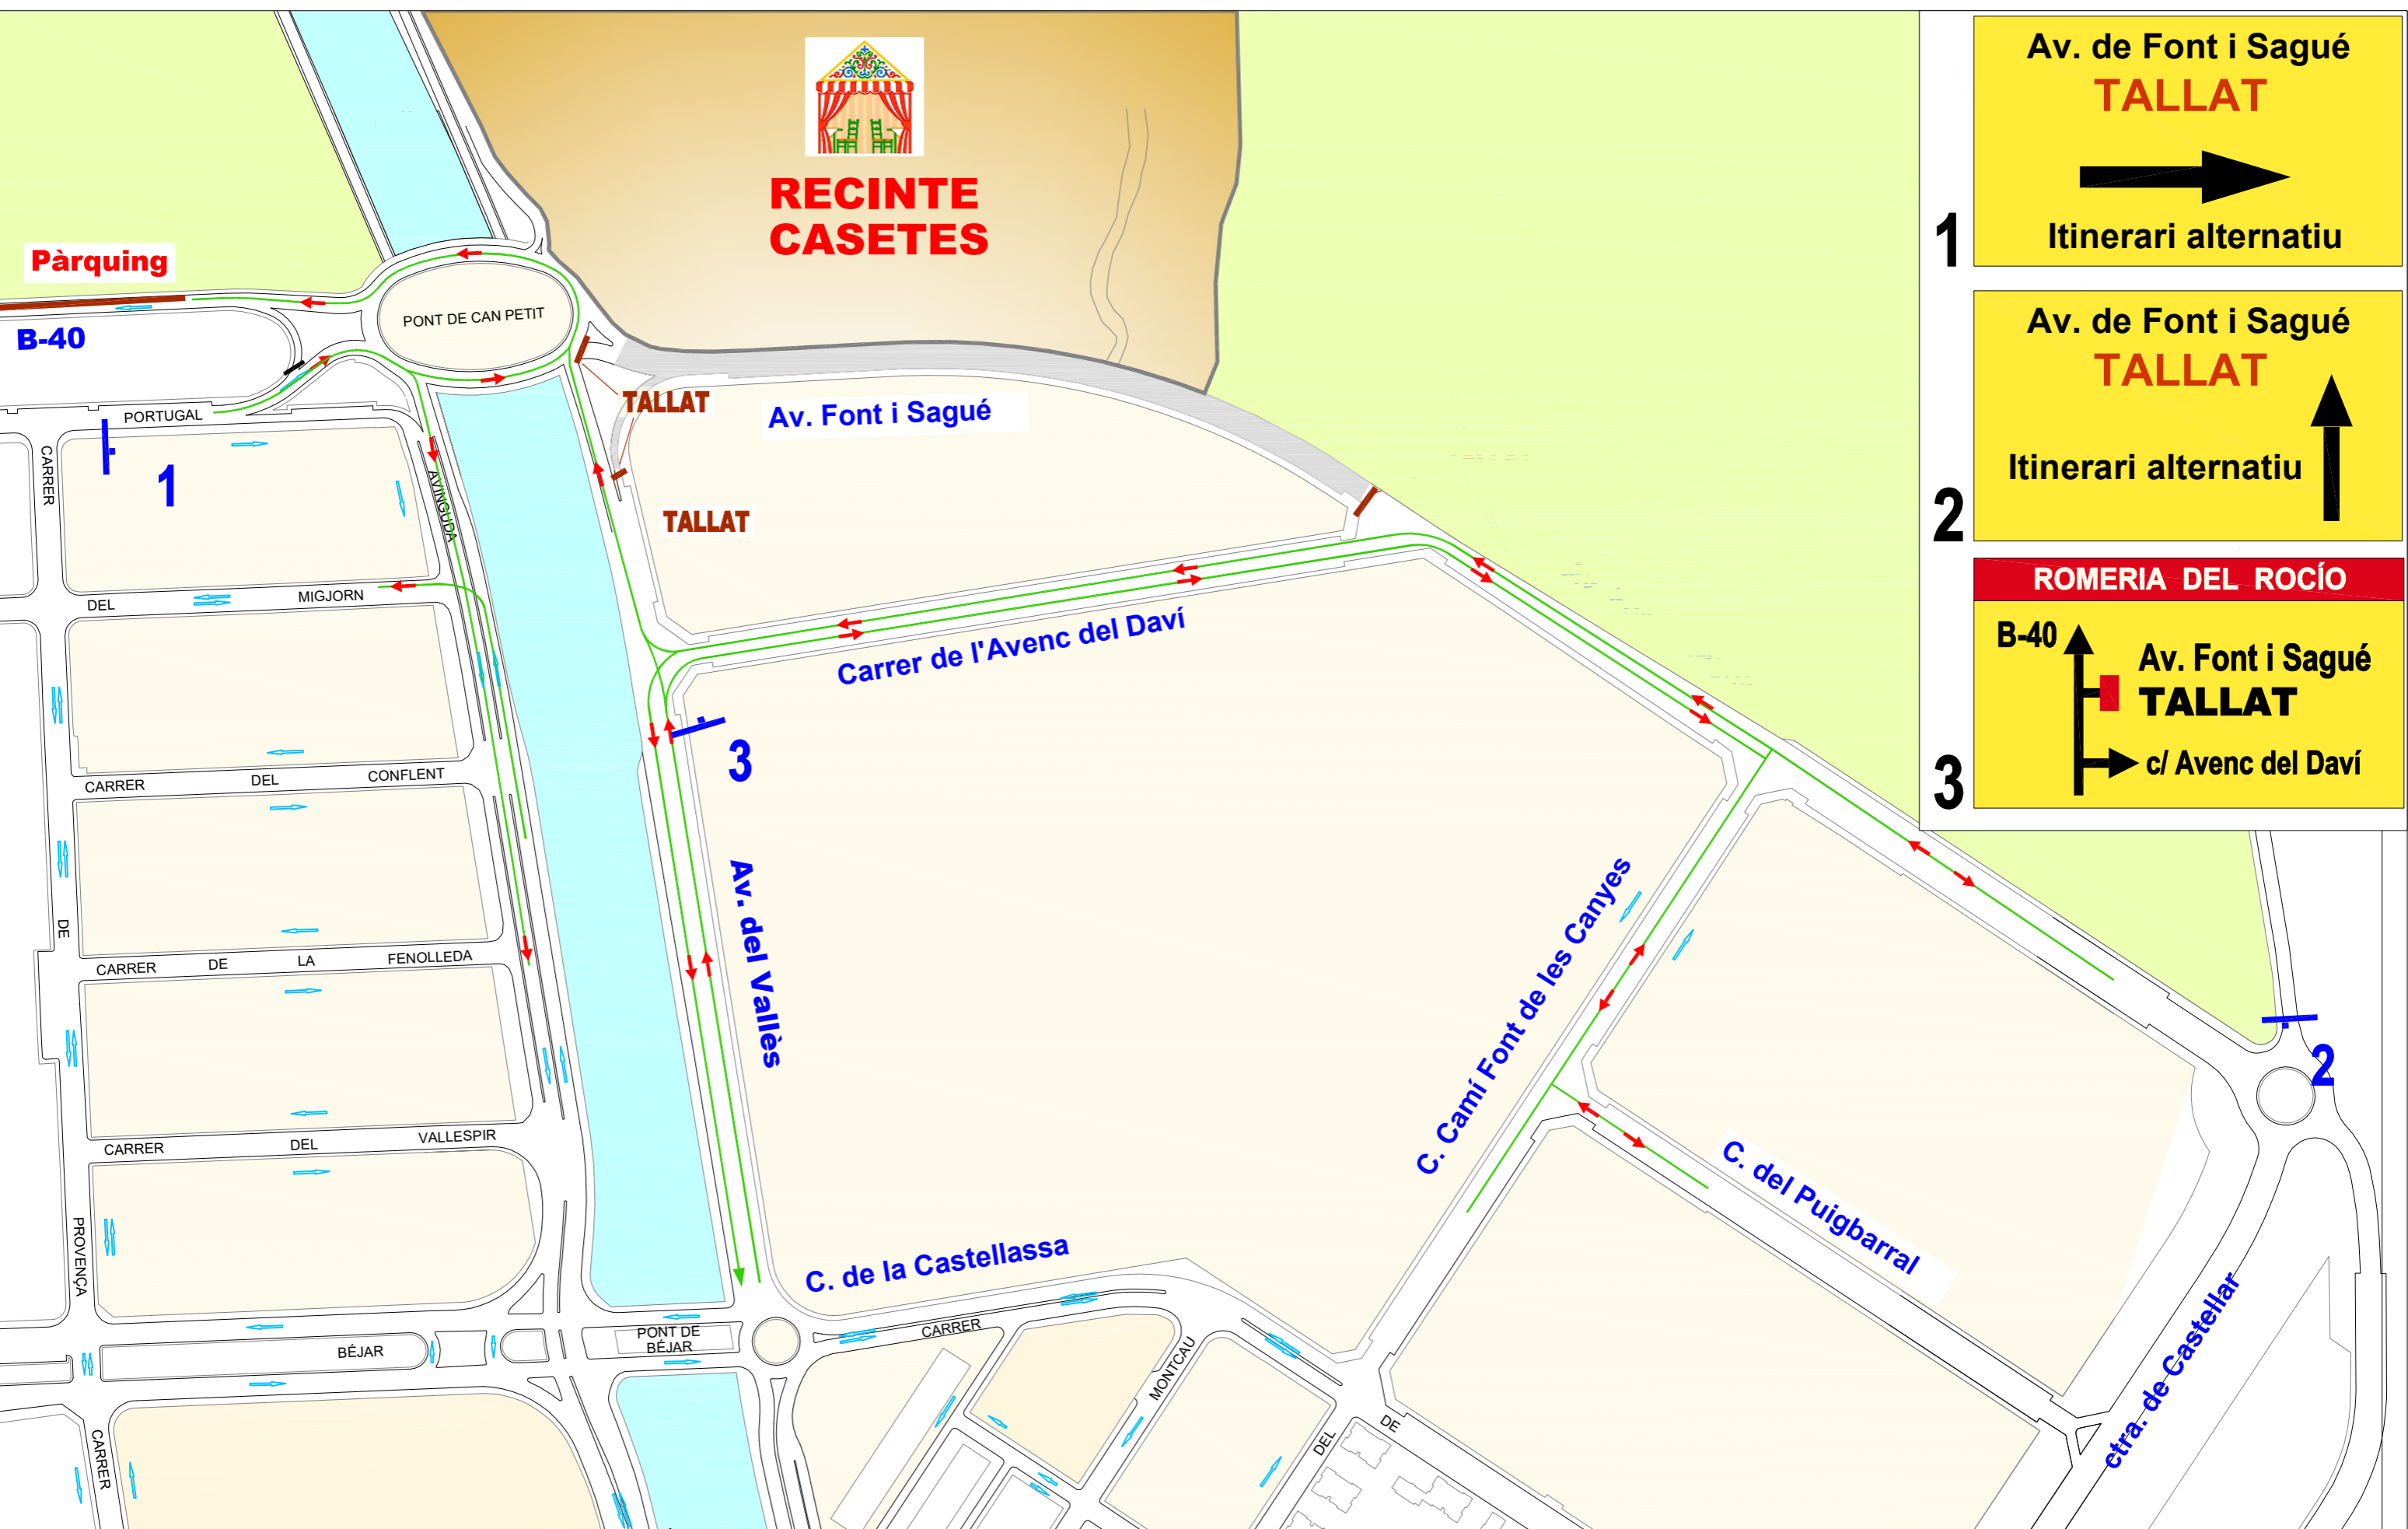 RECINTE
CASETES
Pàrquing
B-40
PONT DE CAN PETIT
PORTUGAL
TALLAT
Av. Font i Sagué
1
CARRER
AVINGUDA
TALLAT
DEL MIGJORN
Carrer de l'Avenc del Daví
3
CARRER DEL CONFLENT
Av. del Vallès
C. Camí Font de les Canyes
DE
CARRER DE LA FENOLLEDA
2
CARRER DEL VALLESPIR
C. del Puigbarral
PROVENÇA
C. de la Castellassa
ctra. de Castellar
CARRER
PONT DE
BÉJAR
BÉJAR
MONTCAU
DEL
DE
CARRER
Av. de Font i Sagué
TALLAT
Itinerari alternatiu
1
Av. de Font i Sagué
TALLAT
Itinerari alternatiu
2
ROMERIA DEL ROCÍO
B-40
Av. Font i Sagué
TALLAT
c/ Avenc del Daví
3